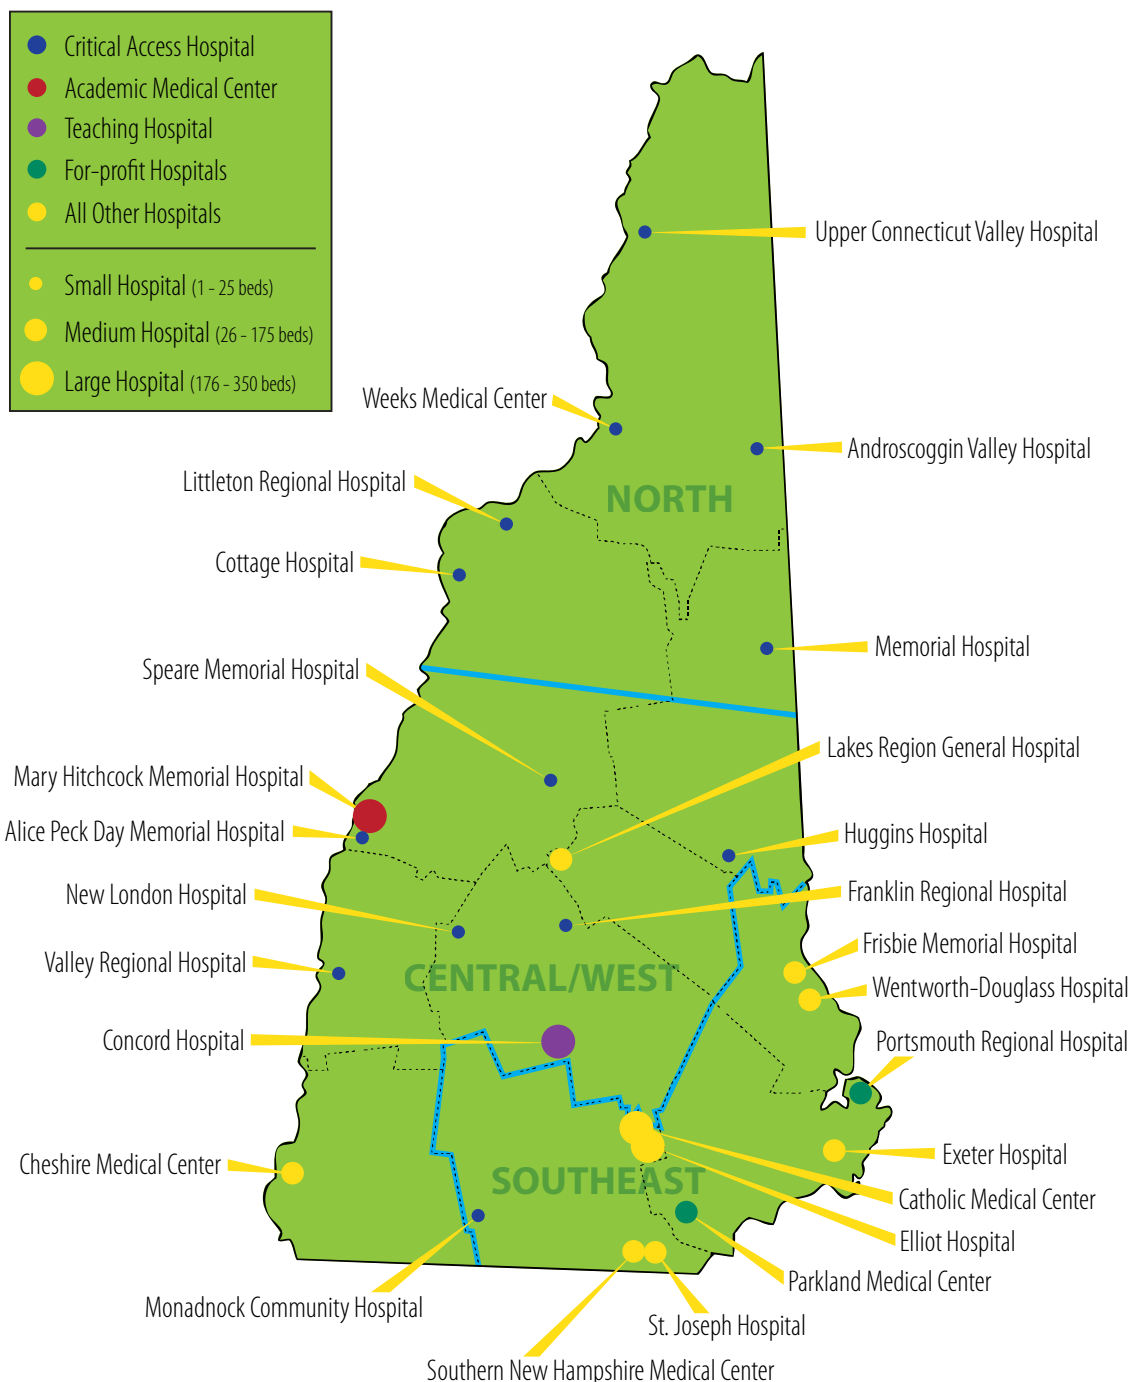 Critical Access Hospital
Academic Medical Center
Teaching Hospital
For-profit Hospitals
All Other Hospitals
Small Hospital (1 - 25 beds)
Medium Hospital (26 - 175 beds)
Large Hospital (176 - 350 beds)
Upper Connecticut Valley Hospital
Weeks Medical Center
Androscoggin Valley Hospital
Littleton Regional Hospital
NORTH
Cottage Hospital
Memorial Hospital
Speare Memorial Hospital
Lakes Region General Hospital
Mary Hitchcock Memorial Hospital
Alice Peck Day Memorial Hospital
Huggins Hospital
New London Hospital
Franklin Regional Hospital
Frisbie Memorial Hospital
Valley Regional Hospital
CENTRAL/WEST
Wentworth-Douglass Hospital
Concord Hospital
Portsmouth Regional Hospital
Cheshire Medical Center
Exeter Hospital
SOUTHEAST
Catholic Medical Center
Elliot Hospital
Parkland Medical Center
Monadnock Community Hospital
St. Joseph Hospital
Southern New Hampshire Medical Center